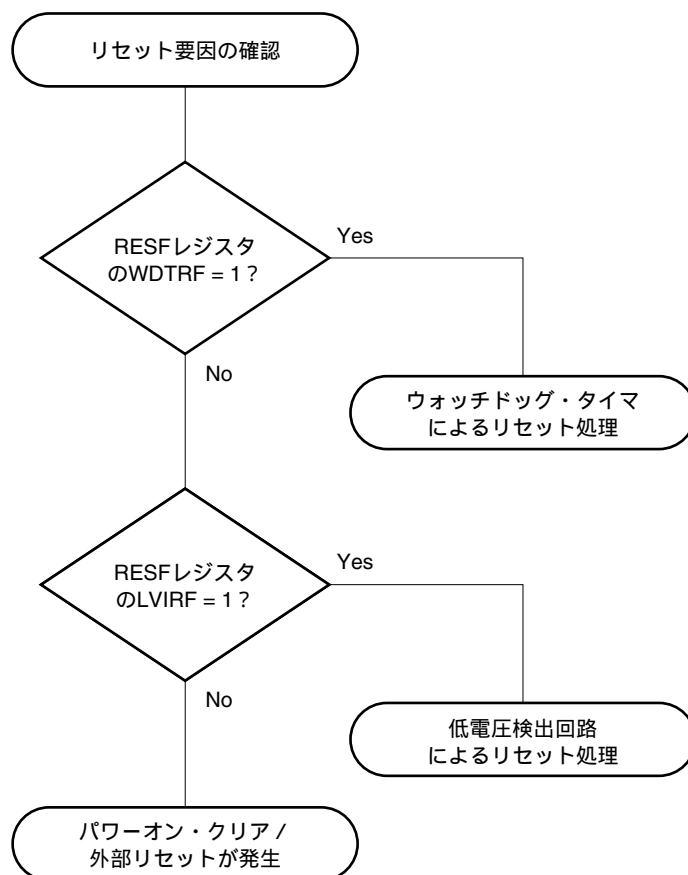 リセット要因の確認
RESFレジスタ
のWDTRF = 1？
Yes
No
ウォッチドッグ・タイマ
によるリセット処理
RESFレジスタ
のLVIRF = 1？
Yes
No
低電圧検出回路
によるリセット処理
パワーオン・クリア /
外部リセットが発生